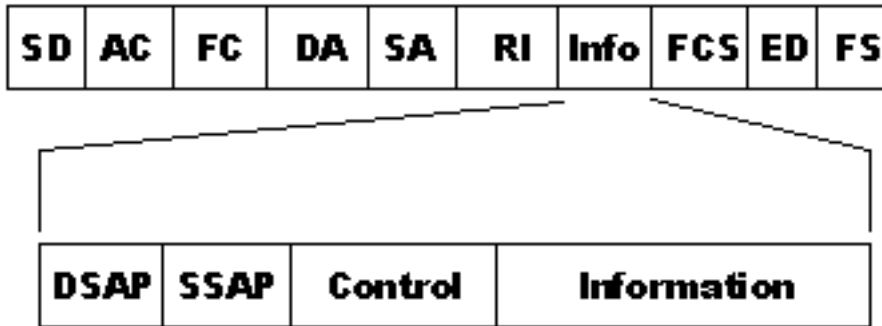 SD AC FC DA SA RI Info FCS ED FS
DSAP SSAP Control Information